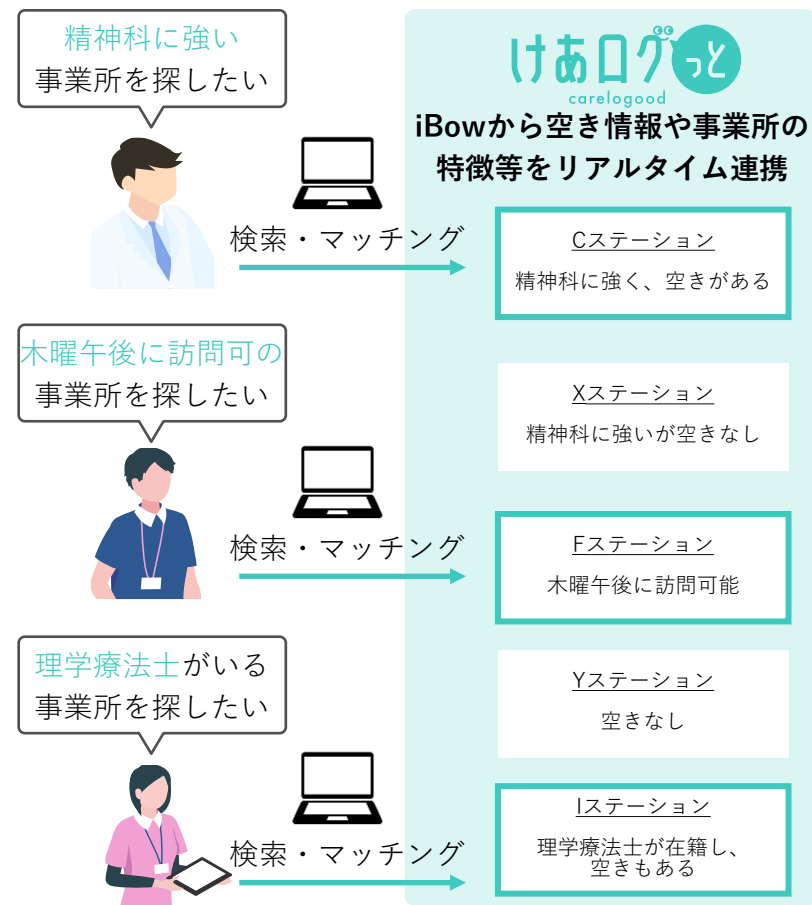 精神科に強い
事業所を探したい
検索・マッチング
木曜午後に訪問可の
事業所を探したい
検索・マッチング
理学療法士がいる
事業所を探したい
検索・マッチング
けあログっと
carelogood
iBowから空き情報や事業所の
特徴等をリアルタイム連携
Cステーション
精神科に強く、空きがある
Xステーション
精神科に強いが空きなし
Fステーション
木曜午後に訪問可能
Yステーション
空きなし
Iステーション
理学療法士が在籍し、
空きもある